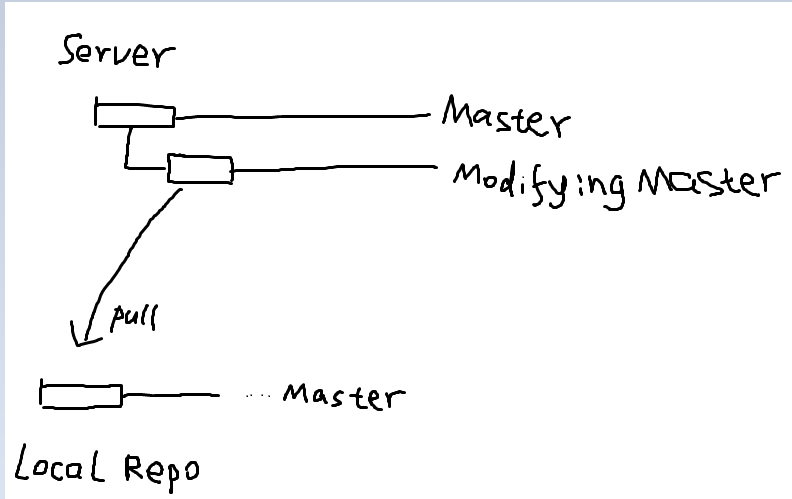 Server
Master
Modifying Master
pull
.... Master
Local Repo